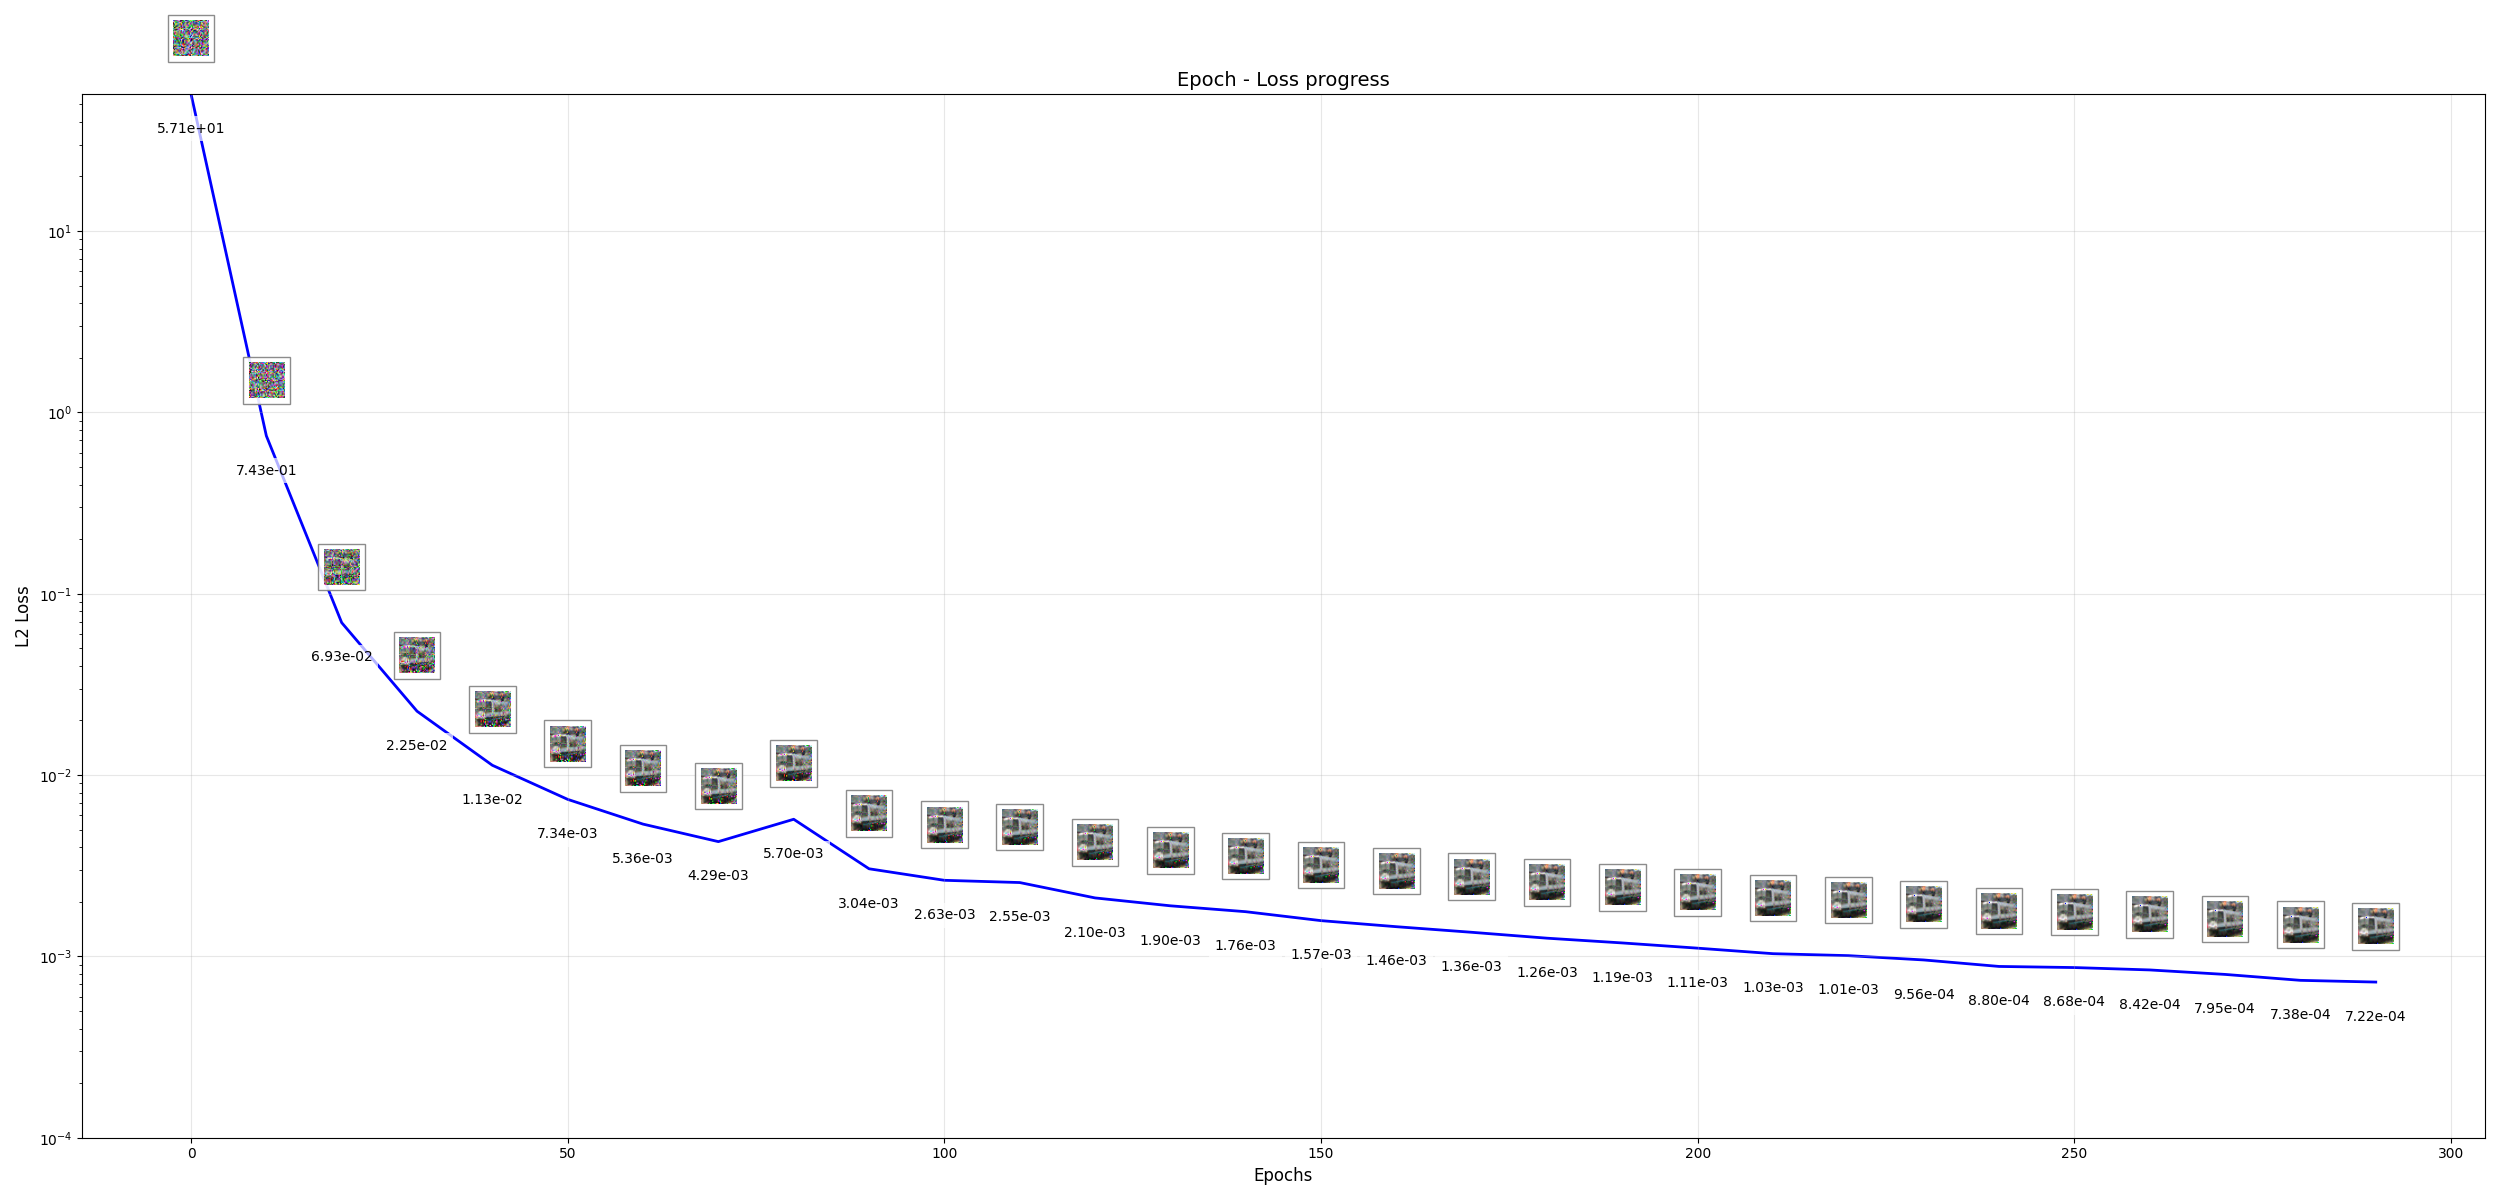 Epoch - Loss progress
L2 Loss
10¹
10⁰
10⁻¹
10⁻²
10⁻³
10⁻⁴
5.71e+01
7.43e-01
6.93e-02
2.25e-02
1.13e-02
7.34e-03
5.36e-03
4.29e-03
5.70e-03
3.04e-03
2.63e-03
2.55e-03
2.10e-03
1.90e-03
1.76e-03
1.57e-03
1.46e-03
1.36e-03
1.26e-03
1.19e-03
1.11e-03
1.03e-03
1.01e-03
9.56e-04
8.80e-04
8.68e-04
8.42e-04
7.95e-04
7.38e-04
7.22e-04
0 50 100 150 200 250 300
Epochs